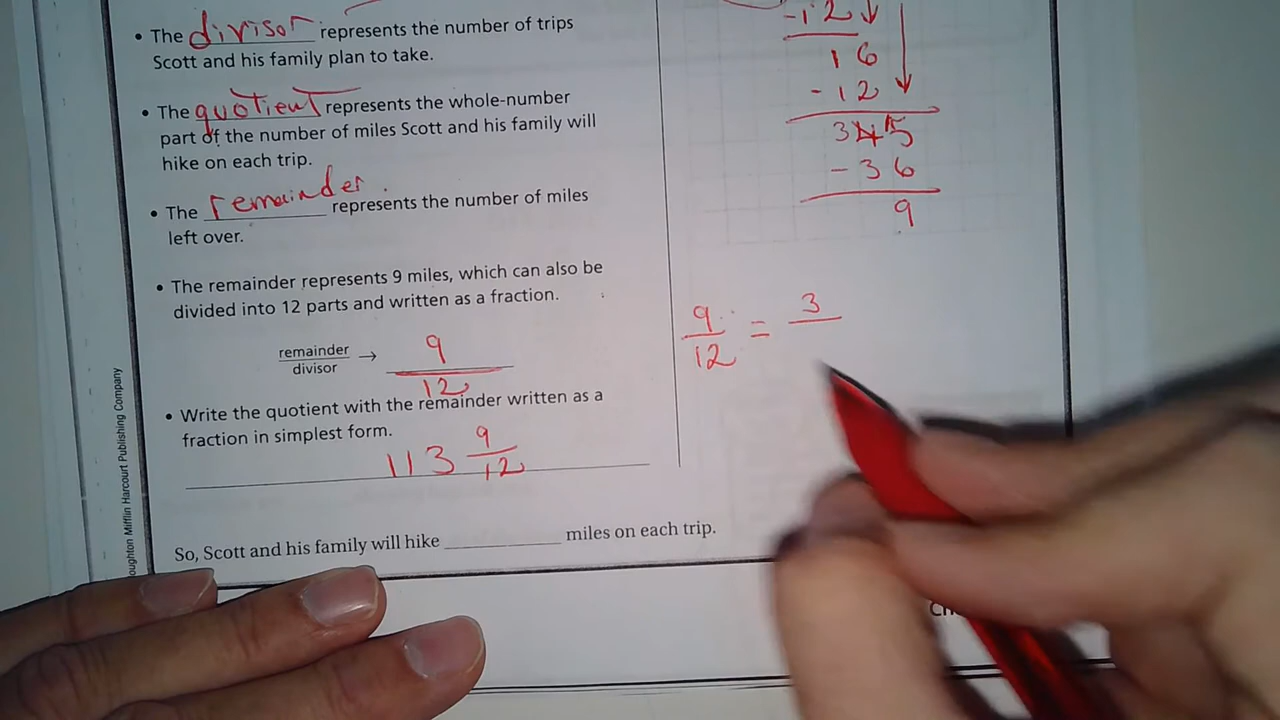 • The divisor represents the number of trips
Scott and his family plan to take.
• The quotient represents the whole-number
part of the number of miles Scott and his family will
hike on each trip.
• The remainder represents the number of miles
left over.
• The remainder represents 9 miles, which can also be
divided into 12 parts and written as a fraction.
remainder
divisor
→
9
12
• Write the quotient with the remainder written as a
fraction in simplest form.
113 9/12
So, Scott and his family will hike __________ miles on each trip.
oughton Mifflin Harcourt Publishing Company
-12↓
16
-12
345
-36
9
9/12 = 3